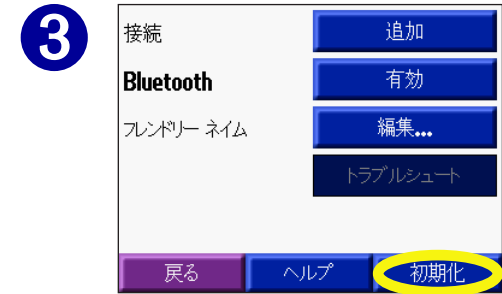 3
接続 追加
Bluetooth 有効
フレンドリー ネイム 編集...
トラブルシュート
戻る ヘルプ 初期化